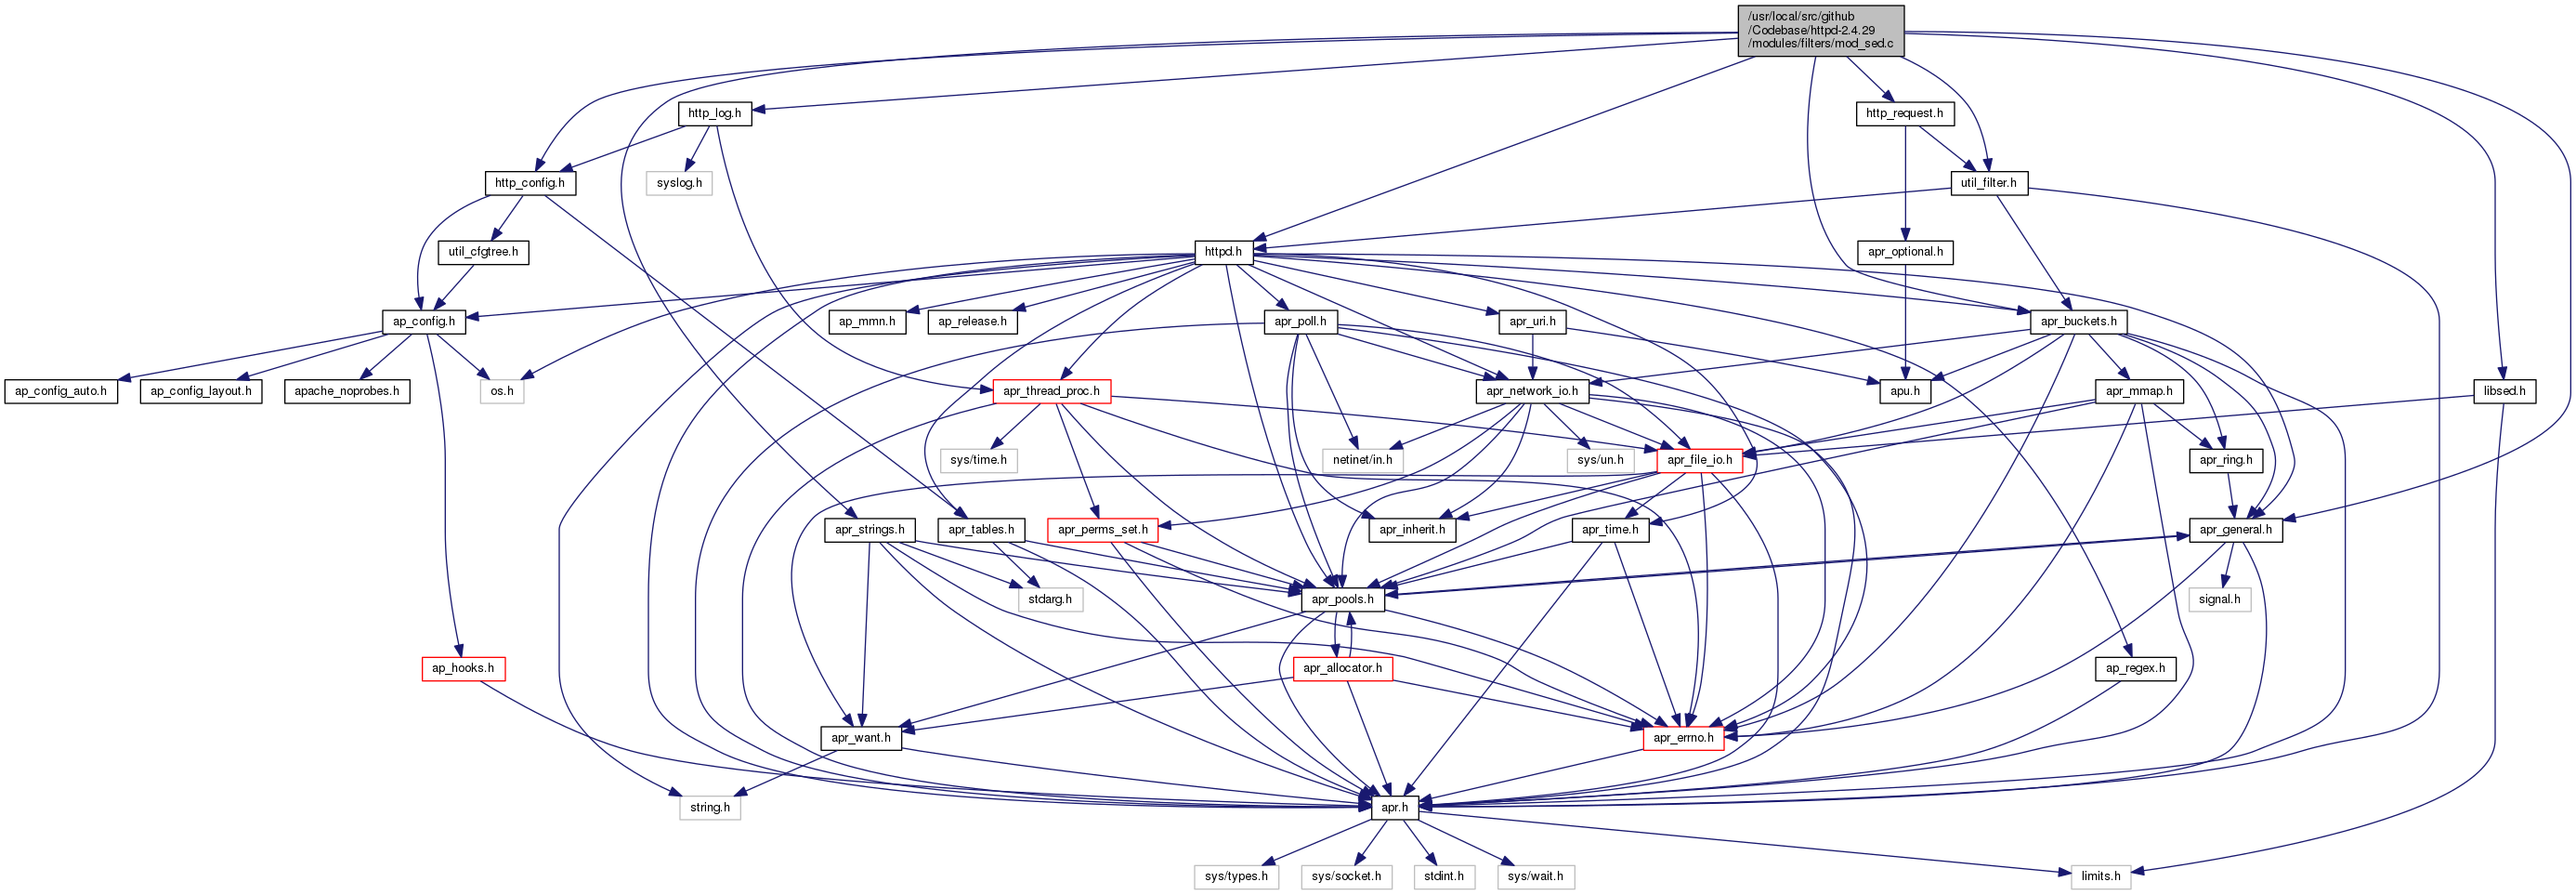 /usr/local/src/github
/Codebase/httpd-2.4.29
/modules/filters/mod_sed.c
http_log.h
http_request.h
http_config.h
syslog.h
util_filter.h
util_cfgtree.h
httpd.h
apr_optional.h
ap_config.h
ap_mmn.h
ap_release.h
apr_poll.h
apr_uri.h
apr_buckets.h
ap_config_auto.h
ap_config_layout.h
apache_noprobes.h
os.h
apr_thread_proc.h
apr_network_io.h
apu.h
apr_mmap.h
libsed.h
sys/time.h
netinet/in.h
sys/un.h
apr_file_io.h
apr_ring.h
apr_strings.h
apr_tables.h
apr_perms_set.h
apr_inherit.h
apr_time.h
apr_general.h
stdarg.h
apr_pools.h
signal.h
ap_hooks.h
apr_allocator.h
ap_regex.h
apr_want.h
apr_errno.h
string.h
apr.h
sys/types.h
sys/socket.h
stdint.h
sys/wait.h
limits.h